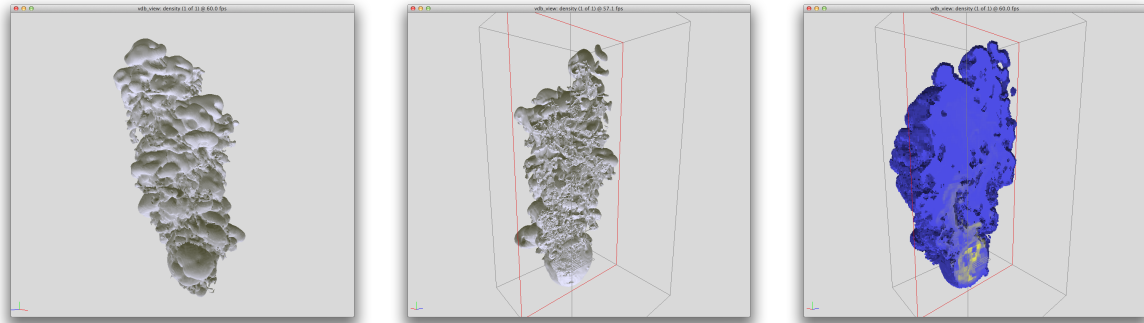 vdb_view: density (1 of 1) @ 60.0 fps
vdb_view: density (1 of 1) @ 57.1 fps
vdb_view: density (1 of 1) @ 60.0 fps